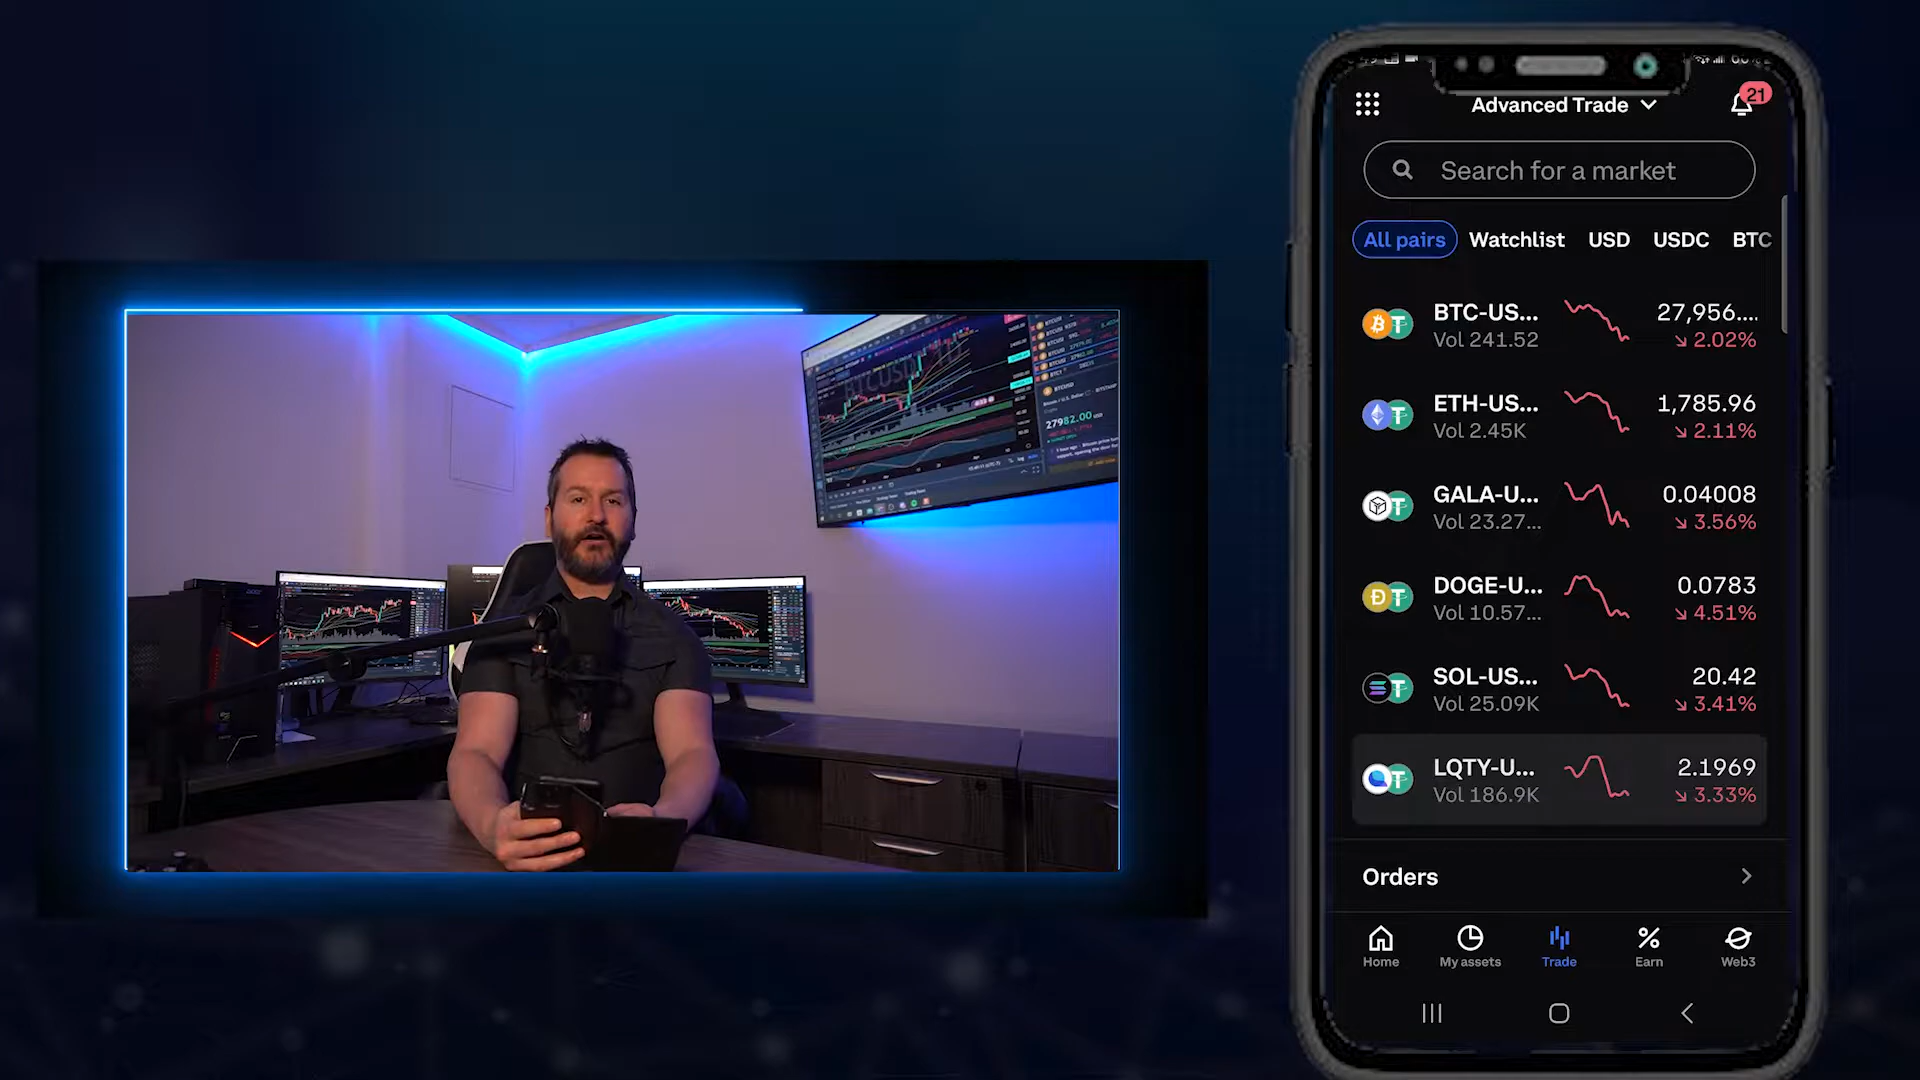 Advanced Trade
21
Search for a market
All pairs Watchlist USD USDC BTC
BTC-US... 27,956....
Vol 241.52 ↘ 2.02%
ETH-US... 1,785.96
Vol 2.45K ↘ 2.11%
GALA-U... 0.04008
Vol 23.27... ↘ 3.56%
DOGE-U... 0.0783
Vol 10.57... ↘ 4.51%
SOL-US... 20.42
Vol 25.09K ↘ 3.41%
LQTY-U... 2.1969
Vol 186.9K ↘ 3.33%
Orders
Home My assets Trade Earn Web3
BTCUSD
27982.00